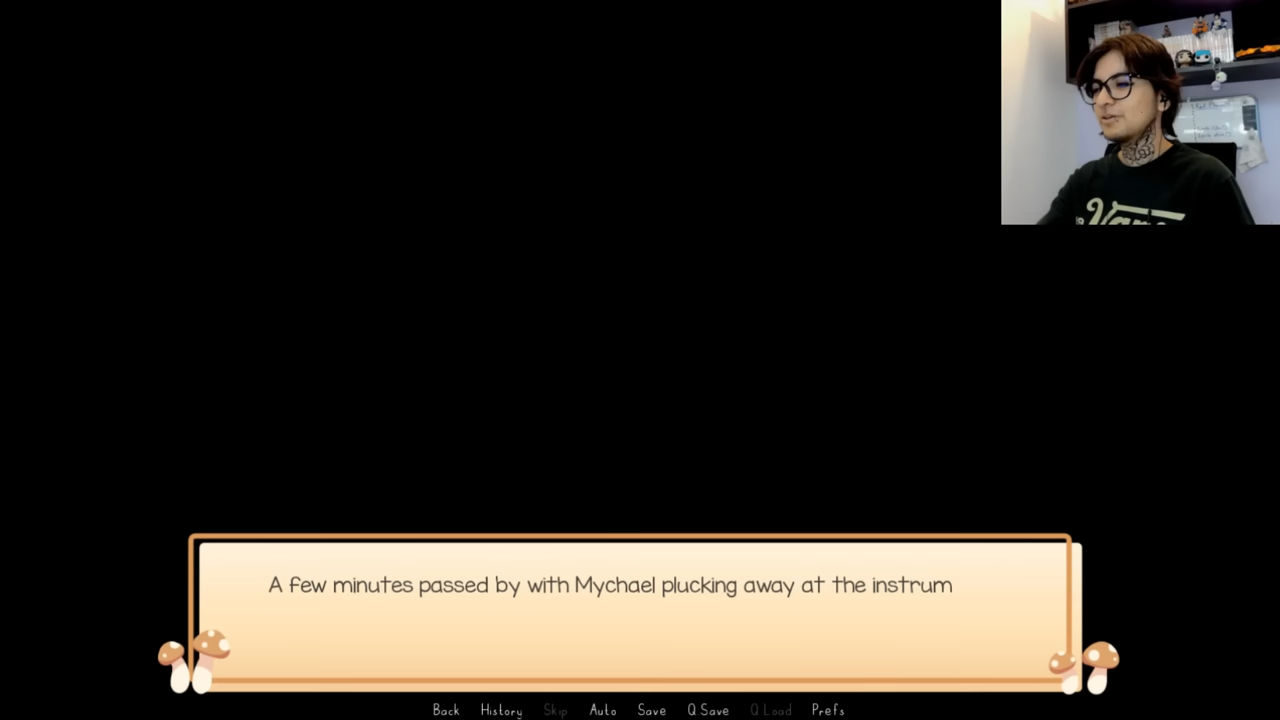 A few minutes passed by with Mychael plucking away at the instrum
Back History Skip Auto Save Q.Save Q.Load Prefs